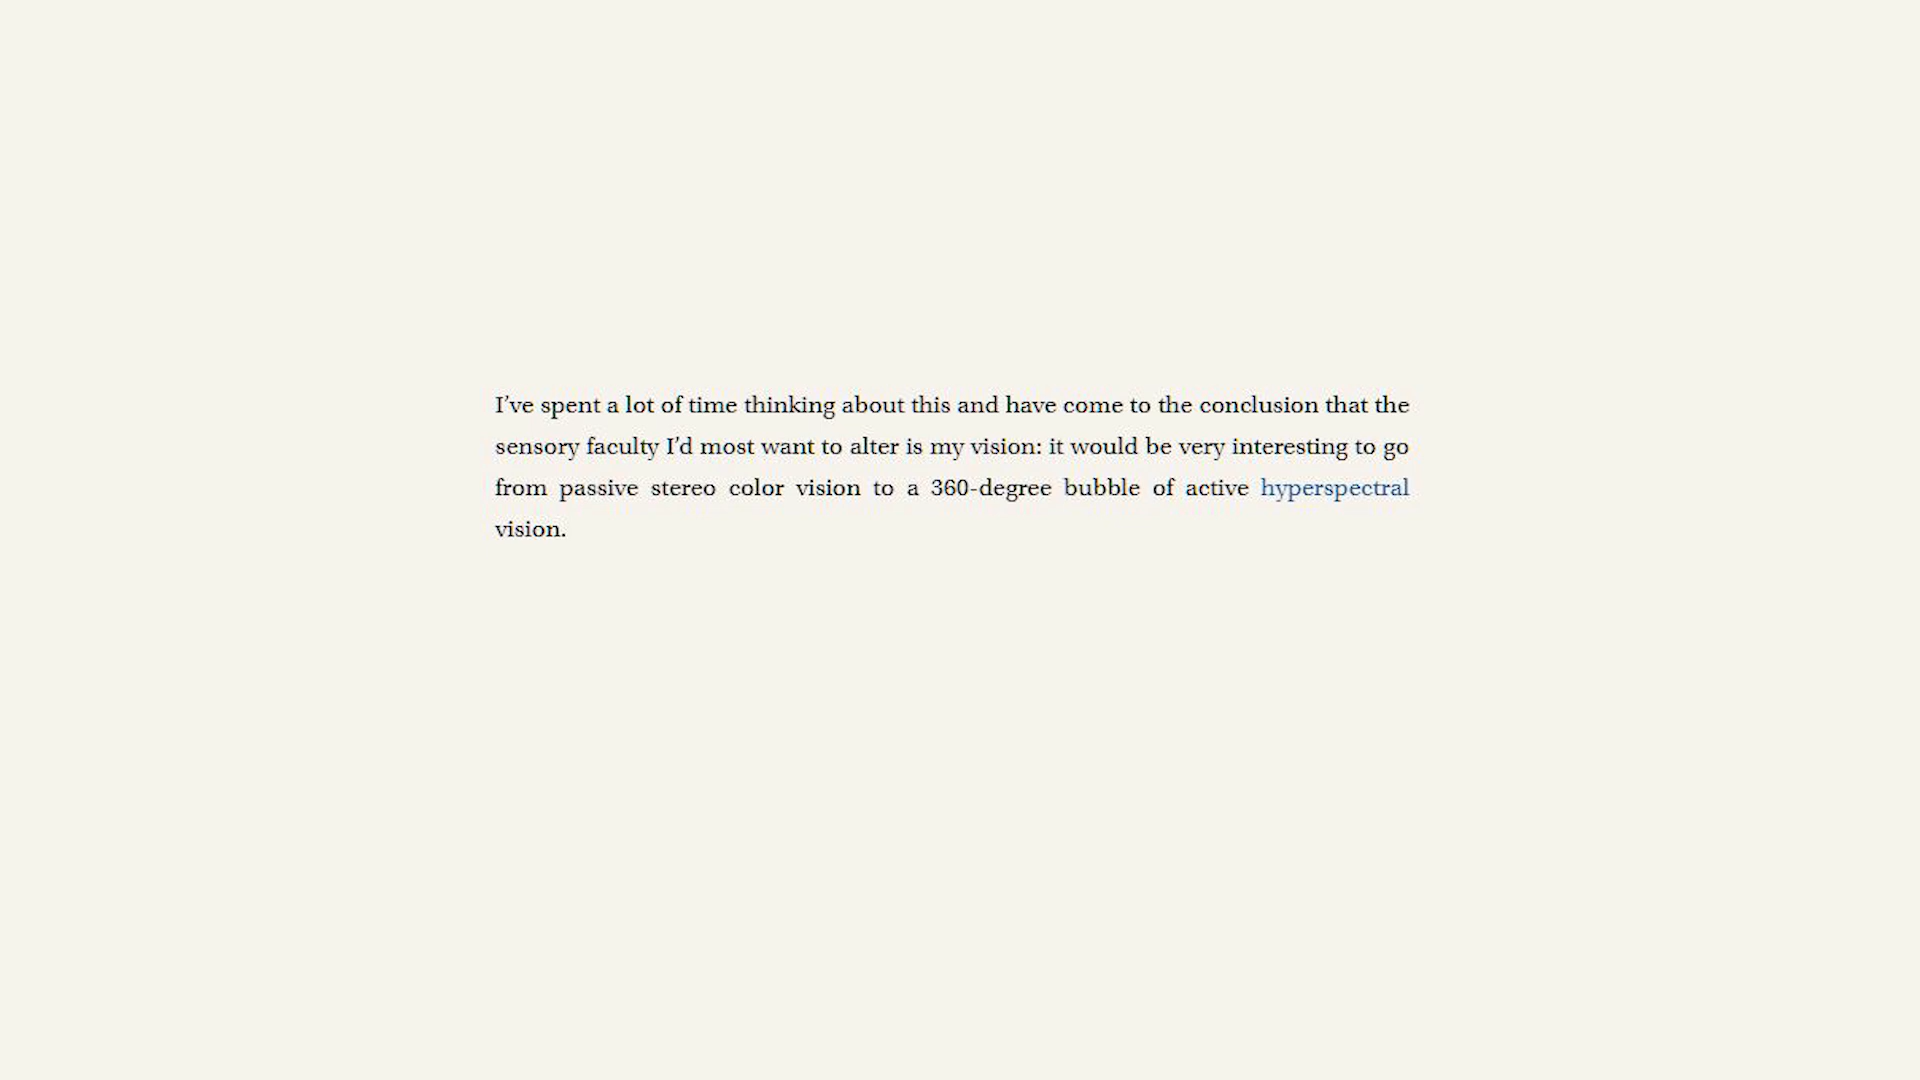 I’ve spent a lot of time thinking about this and have come to the conclusion that the
sensory faculty I’d most want to alter is my vision: it would be very interesting to go
from passive stereo color vision to a 360-degree bubble of active hyperspectral
vision.